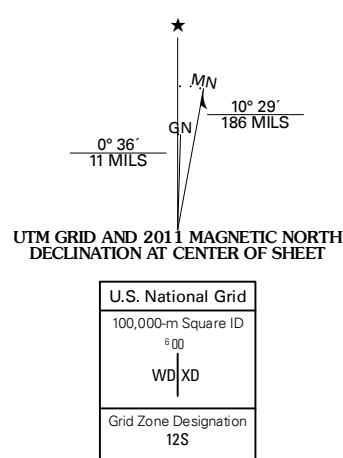 ★
MN
GN
10° 29´
186 MILS
0° 36´
11 MILS
UTM GRID AND 2011 MAGNETIC NORTH
DECLINATION AT CENTER OF SHEET
U.S. National Grid
100,000-m Square ID
6 00
WD XD
Grid Zone Designation
12S